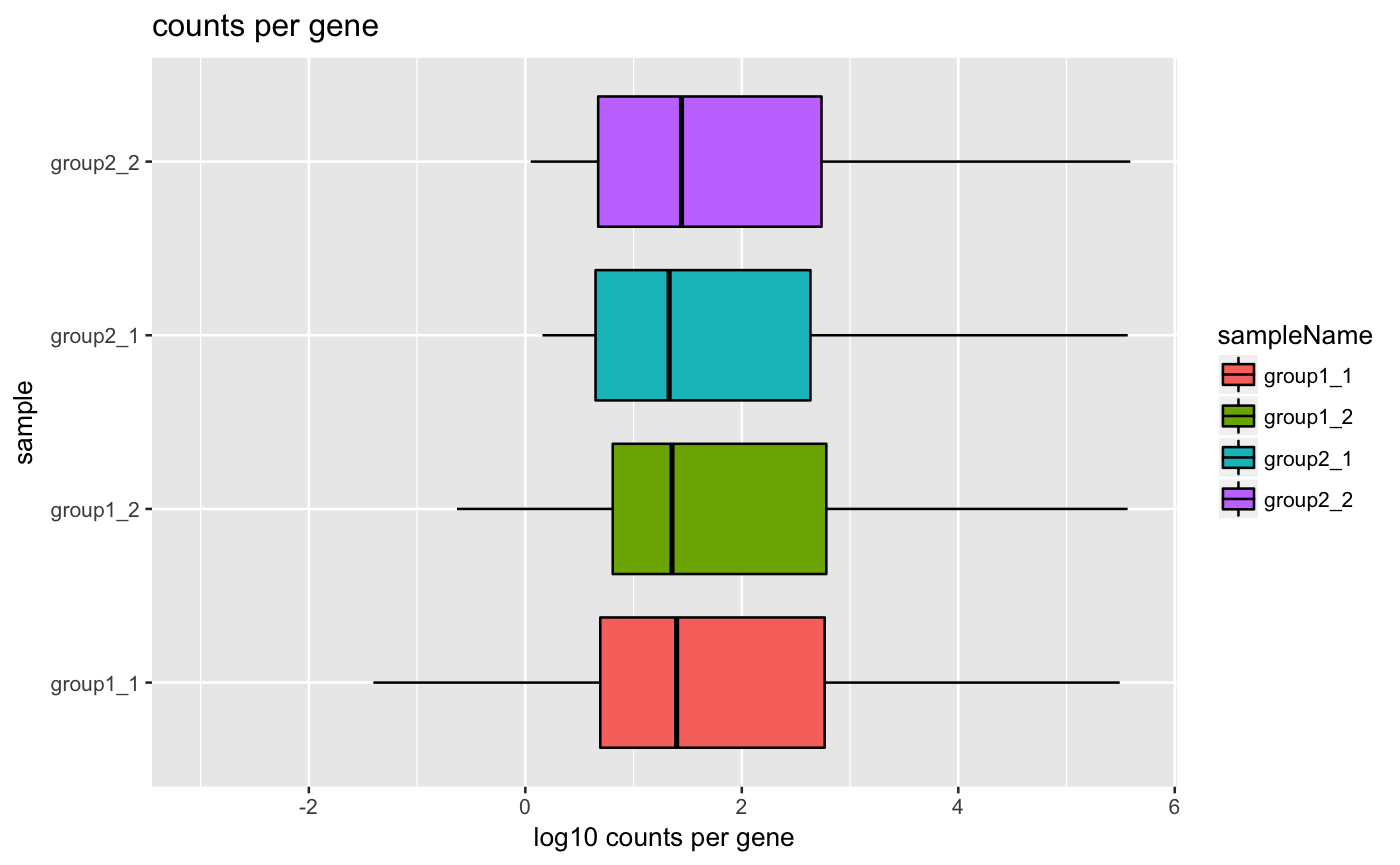 counts per gene
group2_2
group2_1
group1_2
group1_1
sample
-2 0 2 4 6
log10 counts per gene
sampleName
group1_1
group1_2
group2_1
group2_2